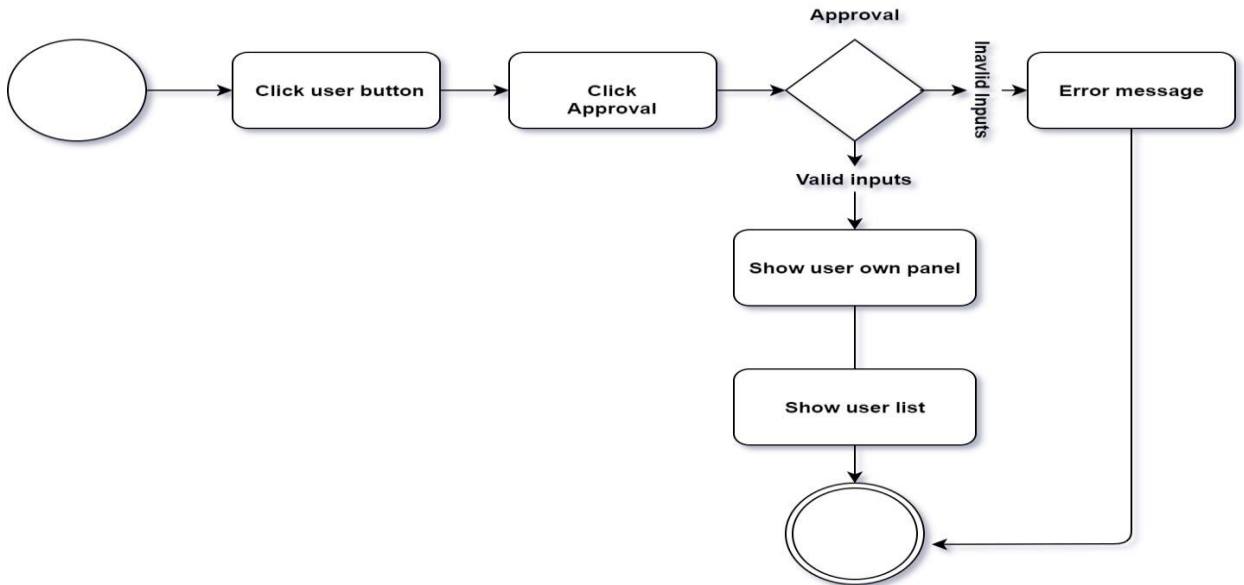 Approval
Click user button
Click
Approval
Inavlid Inputs
Error message
Valid inputs
Show user own panel
Show user list